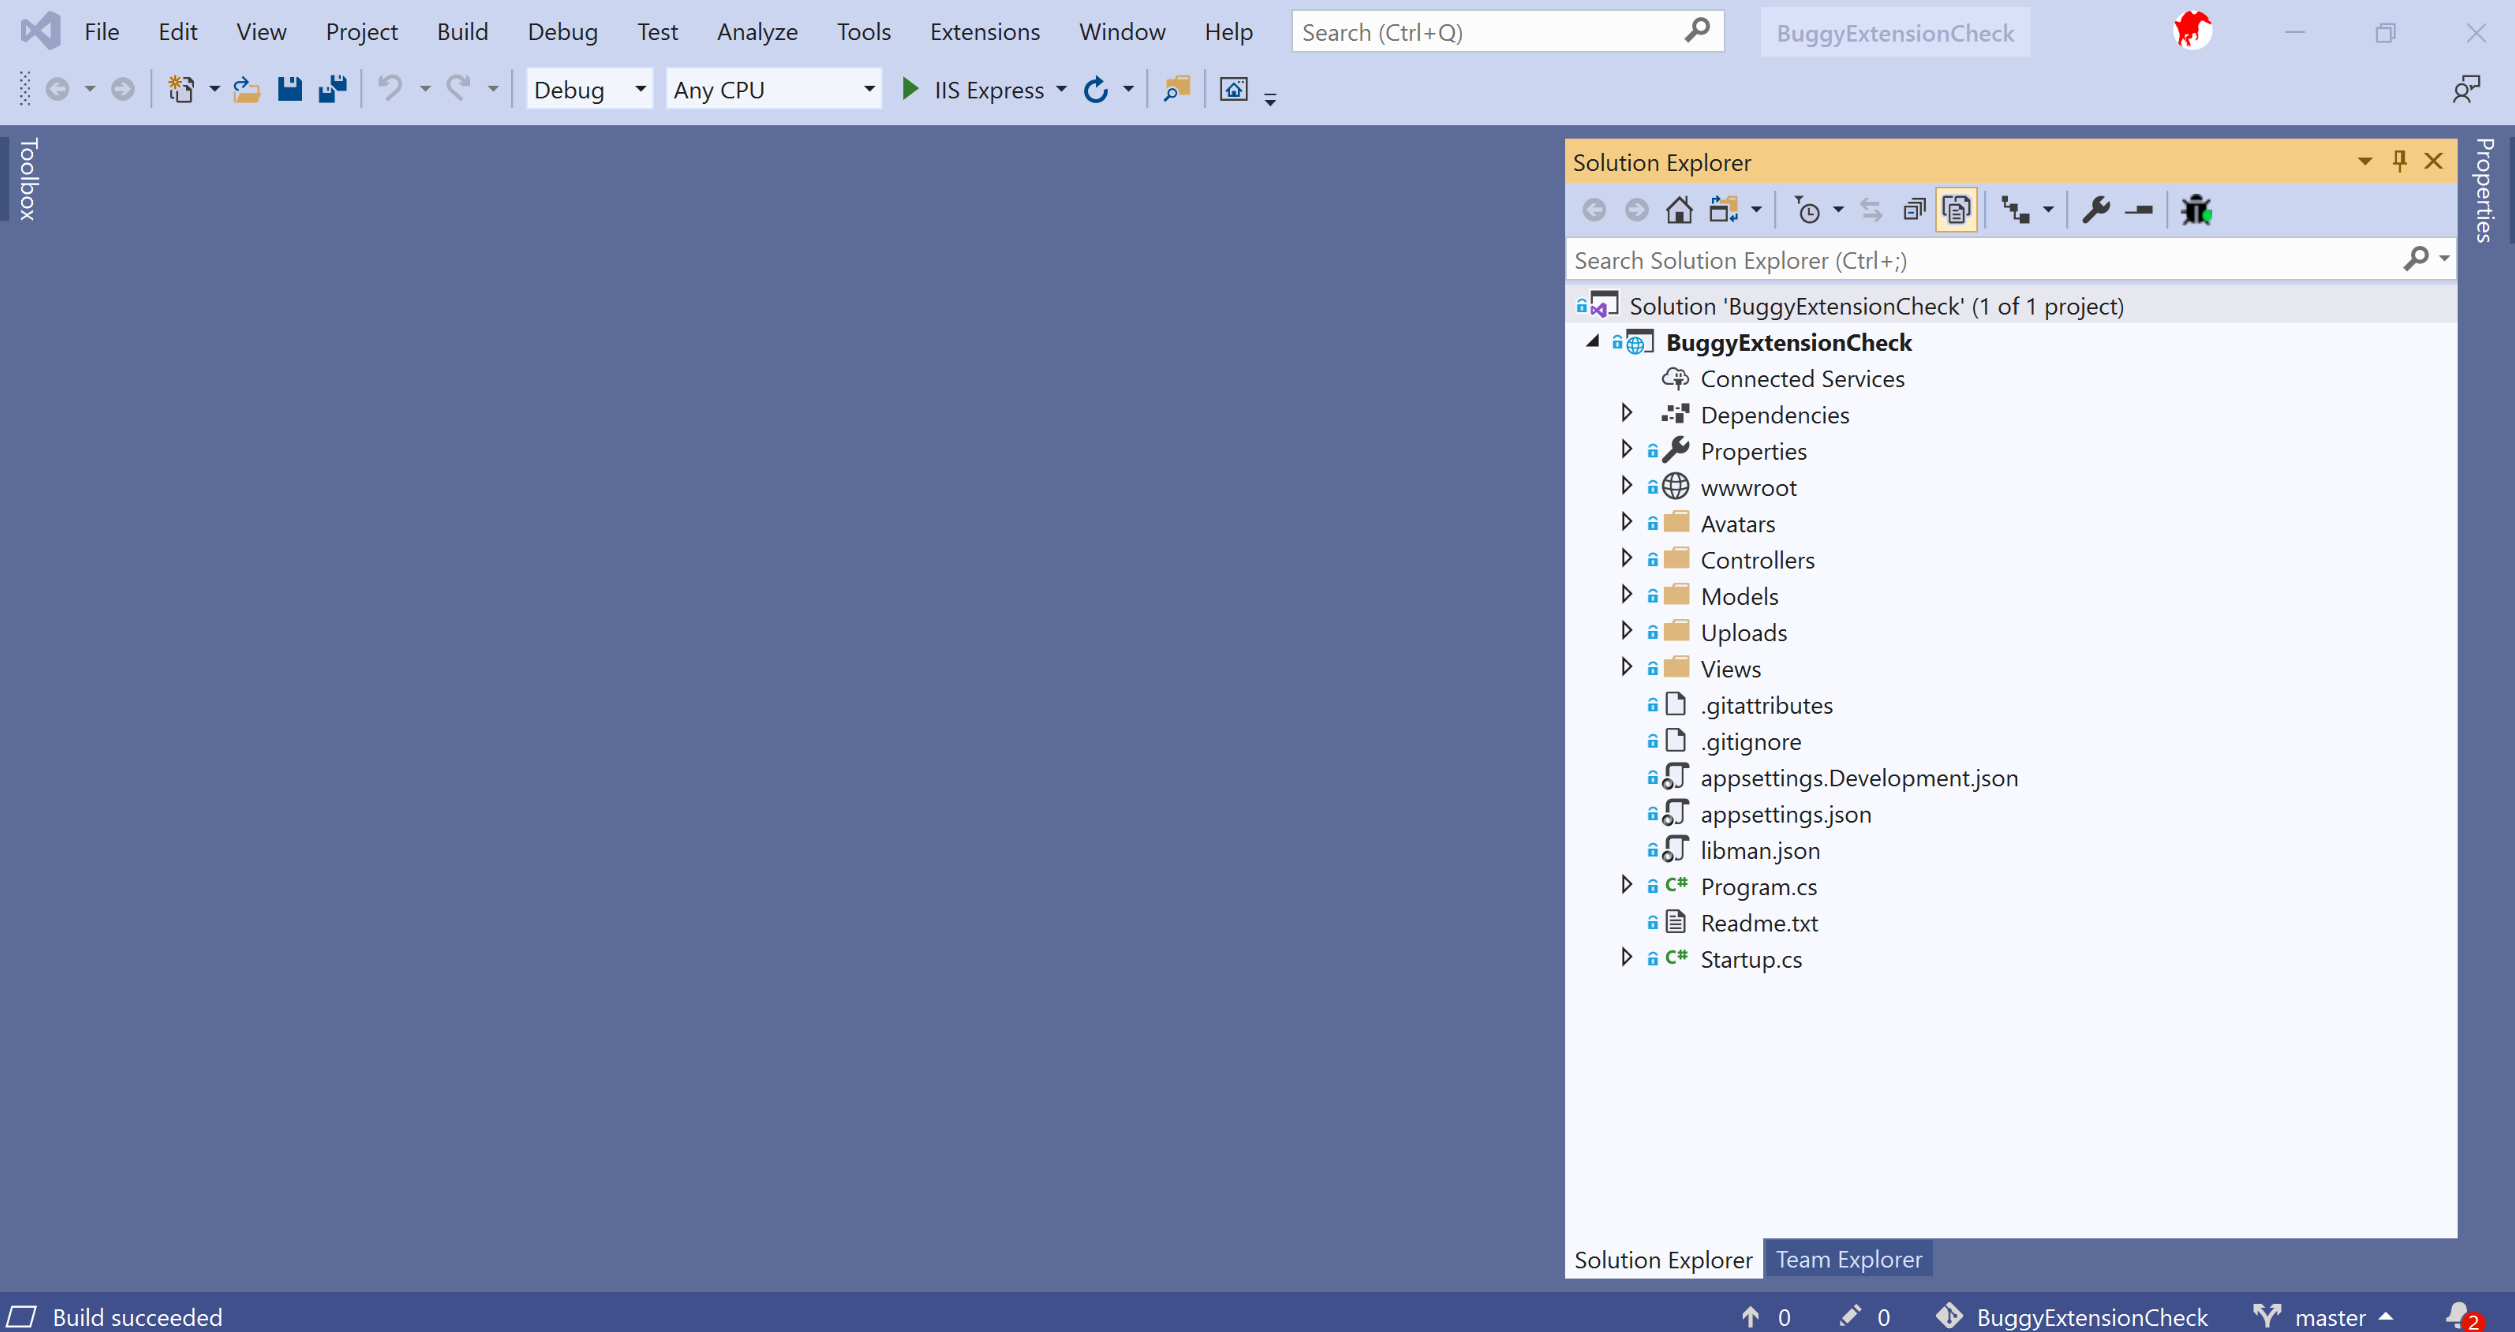 File Edit View Project Build Debug Test Analyze Tools Extensions Window Help Search (Ctrl+Q) BuggyExtensionCheck
Debug Any CPU IIS Express
Toolbox
Solution Explorer
Properties
Search Solution Explorer (Ctrl+;)
Solution 'BuggyExtensionCheck' (1 of 1 project)
BuggyExtensionCheck
Connected Services
Dependencies
Properties
wwwroot
Avatars
Controllers
Models
Uploads
Views
.gitattributes
.gitignore
appsettings.Development.json
appsettings.json
libman.json
C# Program.cs
Readme.txt
C# Startup.cs
Solution Explorer Team Explorer
Build succeeded 0 0 BuggyExtensionCheck master 2